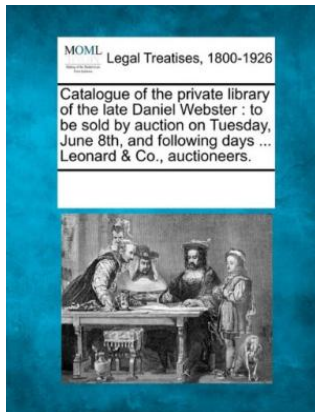 MOML Legal Treatises, 1800-1926
Catalogue of the private library
of the late Daniel Webster : to
be sold by auction on Tuesday,
June 8th, and following days ...
Leonard & Co., auctioneers.